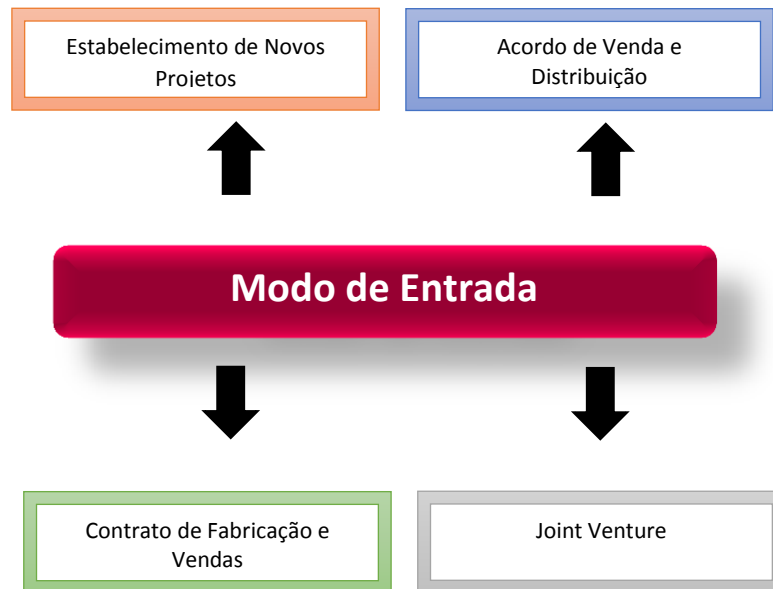 Estabelecimento de Novos
Projetos
Acordo de Venda e
Distribuição
Modo de Entrada
Contrato de Fabricação e
Vendas
Joint Venture